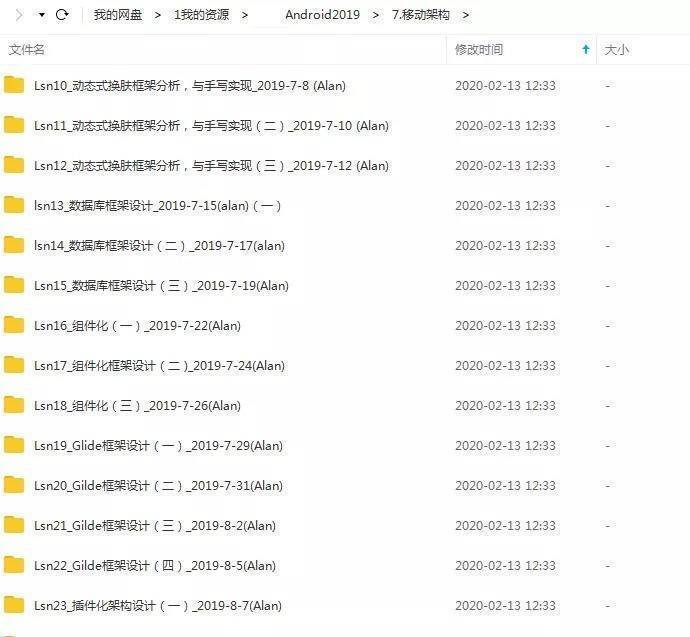 我的网盘 > 1我的资源 > Android2019 > 7.移动架构 >
文件名 修改时间 大小
Lsn10_动态式换肤框架分析，与手写实现_2019-7-8 (Alan) 2020-02-13 12:33 -
Lsn11_动态式换肤框架分析，与手写实现（二）_2019-7-10 (Alan) 2020-02-13 12:33 -
Lsn12_动态式换肤框架分析，与手写实现（三）_2019-7-12 (Alan) 2020-02-13 12:33 -
lsn13_数据库框架设计_2019-7-15(alan)（一） 2020-02-13 12:33 -
lsn14_数据库框架设计（二）_2019-7-17(alan) 2020-02-13 12:33 -
Lsn15_数据库框架设计（三）_2019-7-19(Alan) 2020-02-13 12:33 -
Lsn16_组件化（一）_2019-7-22(Alan) 2020-02-13 12:33 -
Lsn17_组件化框架设计（二）_2019-7-24(Alan) 2020-02-13 12:33 -
Lsn18_组件化（三）_2019-7-26(Alan) 2020-02-13 12:33 -
Lsn19_Glide框架设计（一）_2019-7-29(Alan) 2020-02-13 12:33 -
Lsn20_Gilde框架设计（二）_2019-7-31(Alan) 2020-02-13 12:33 -
Lsn21_Gilde框架设计（三）_2019-8-2(Alan) 2020-02-13 12:33 -
Lsn22_Gilde框架设计（四）_2019-8-5(Alan) 2020-02-13 12:33 -
Lsn23_插件化架构设计（一）_2019-8-7(Alan) 2020-02-13 12:33 -